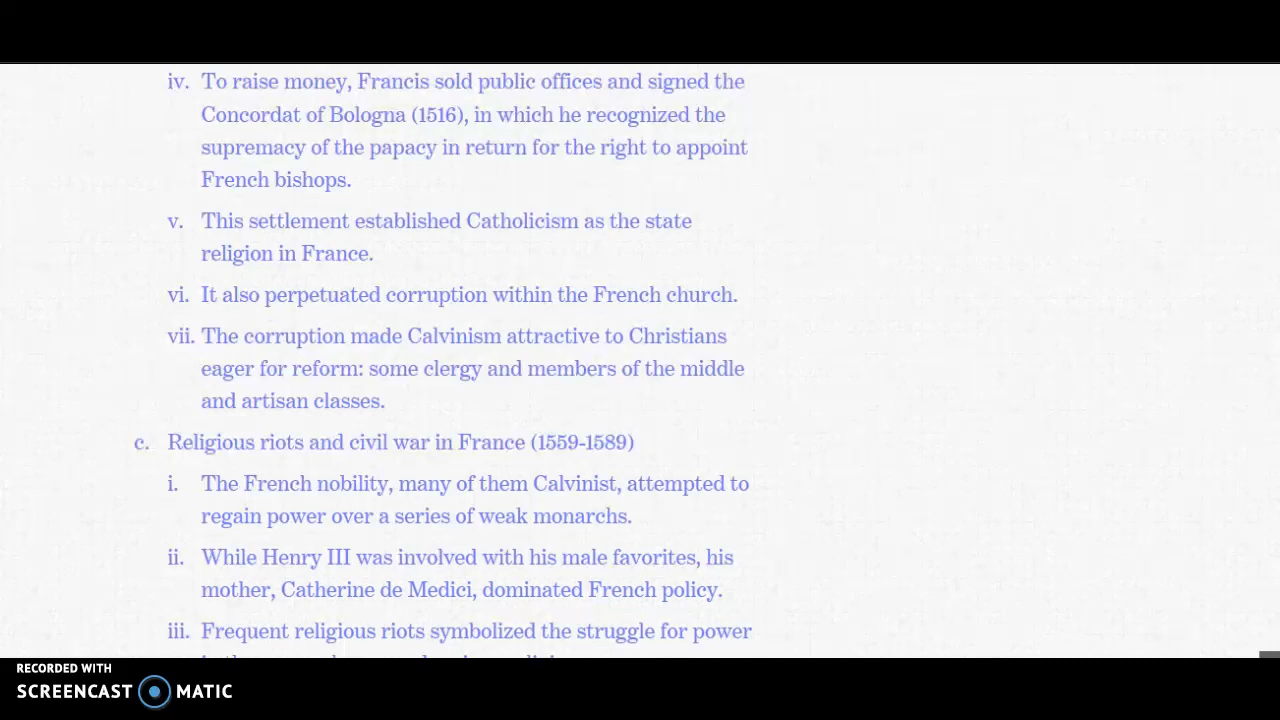 iv. To raise money, Francis sold public offices and signed the
Concordat of Bologna (1516), in which he recognized the
supremacy of the papacy in return for the right to appoint
French bishops.
v. This settlement established Catholicism as the state
religion in France.
vi. It also perpetuated corruption within the French church.
vii. The corruption made Calvinism attractive to Christians
eager for reform: some clergy and members of the middle
and artisan classes.
c. Religious riots and civil war in France (1559-1589)
i. The French nobility, many of them Calvinist, attempted to
regain power over a series of weak monarchs.
ii. While Henry III was involved with his male favorites, his
mother, Catherine de Medici, dominated French policy.
iii. Frequent religious riots symbolized the struggle for power
RECORDED WITH
SCREENCAST MATIC